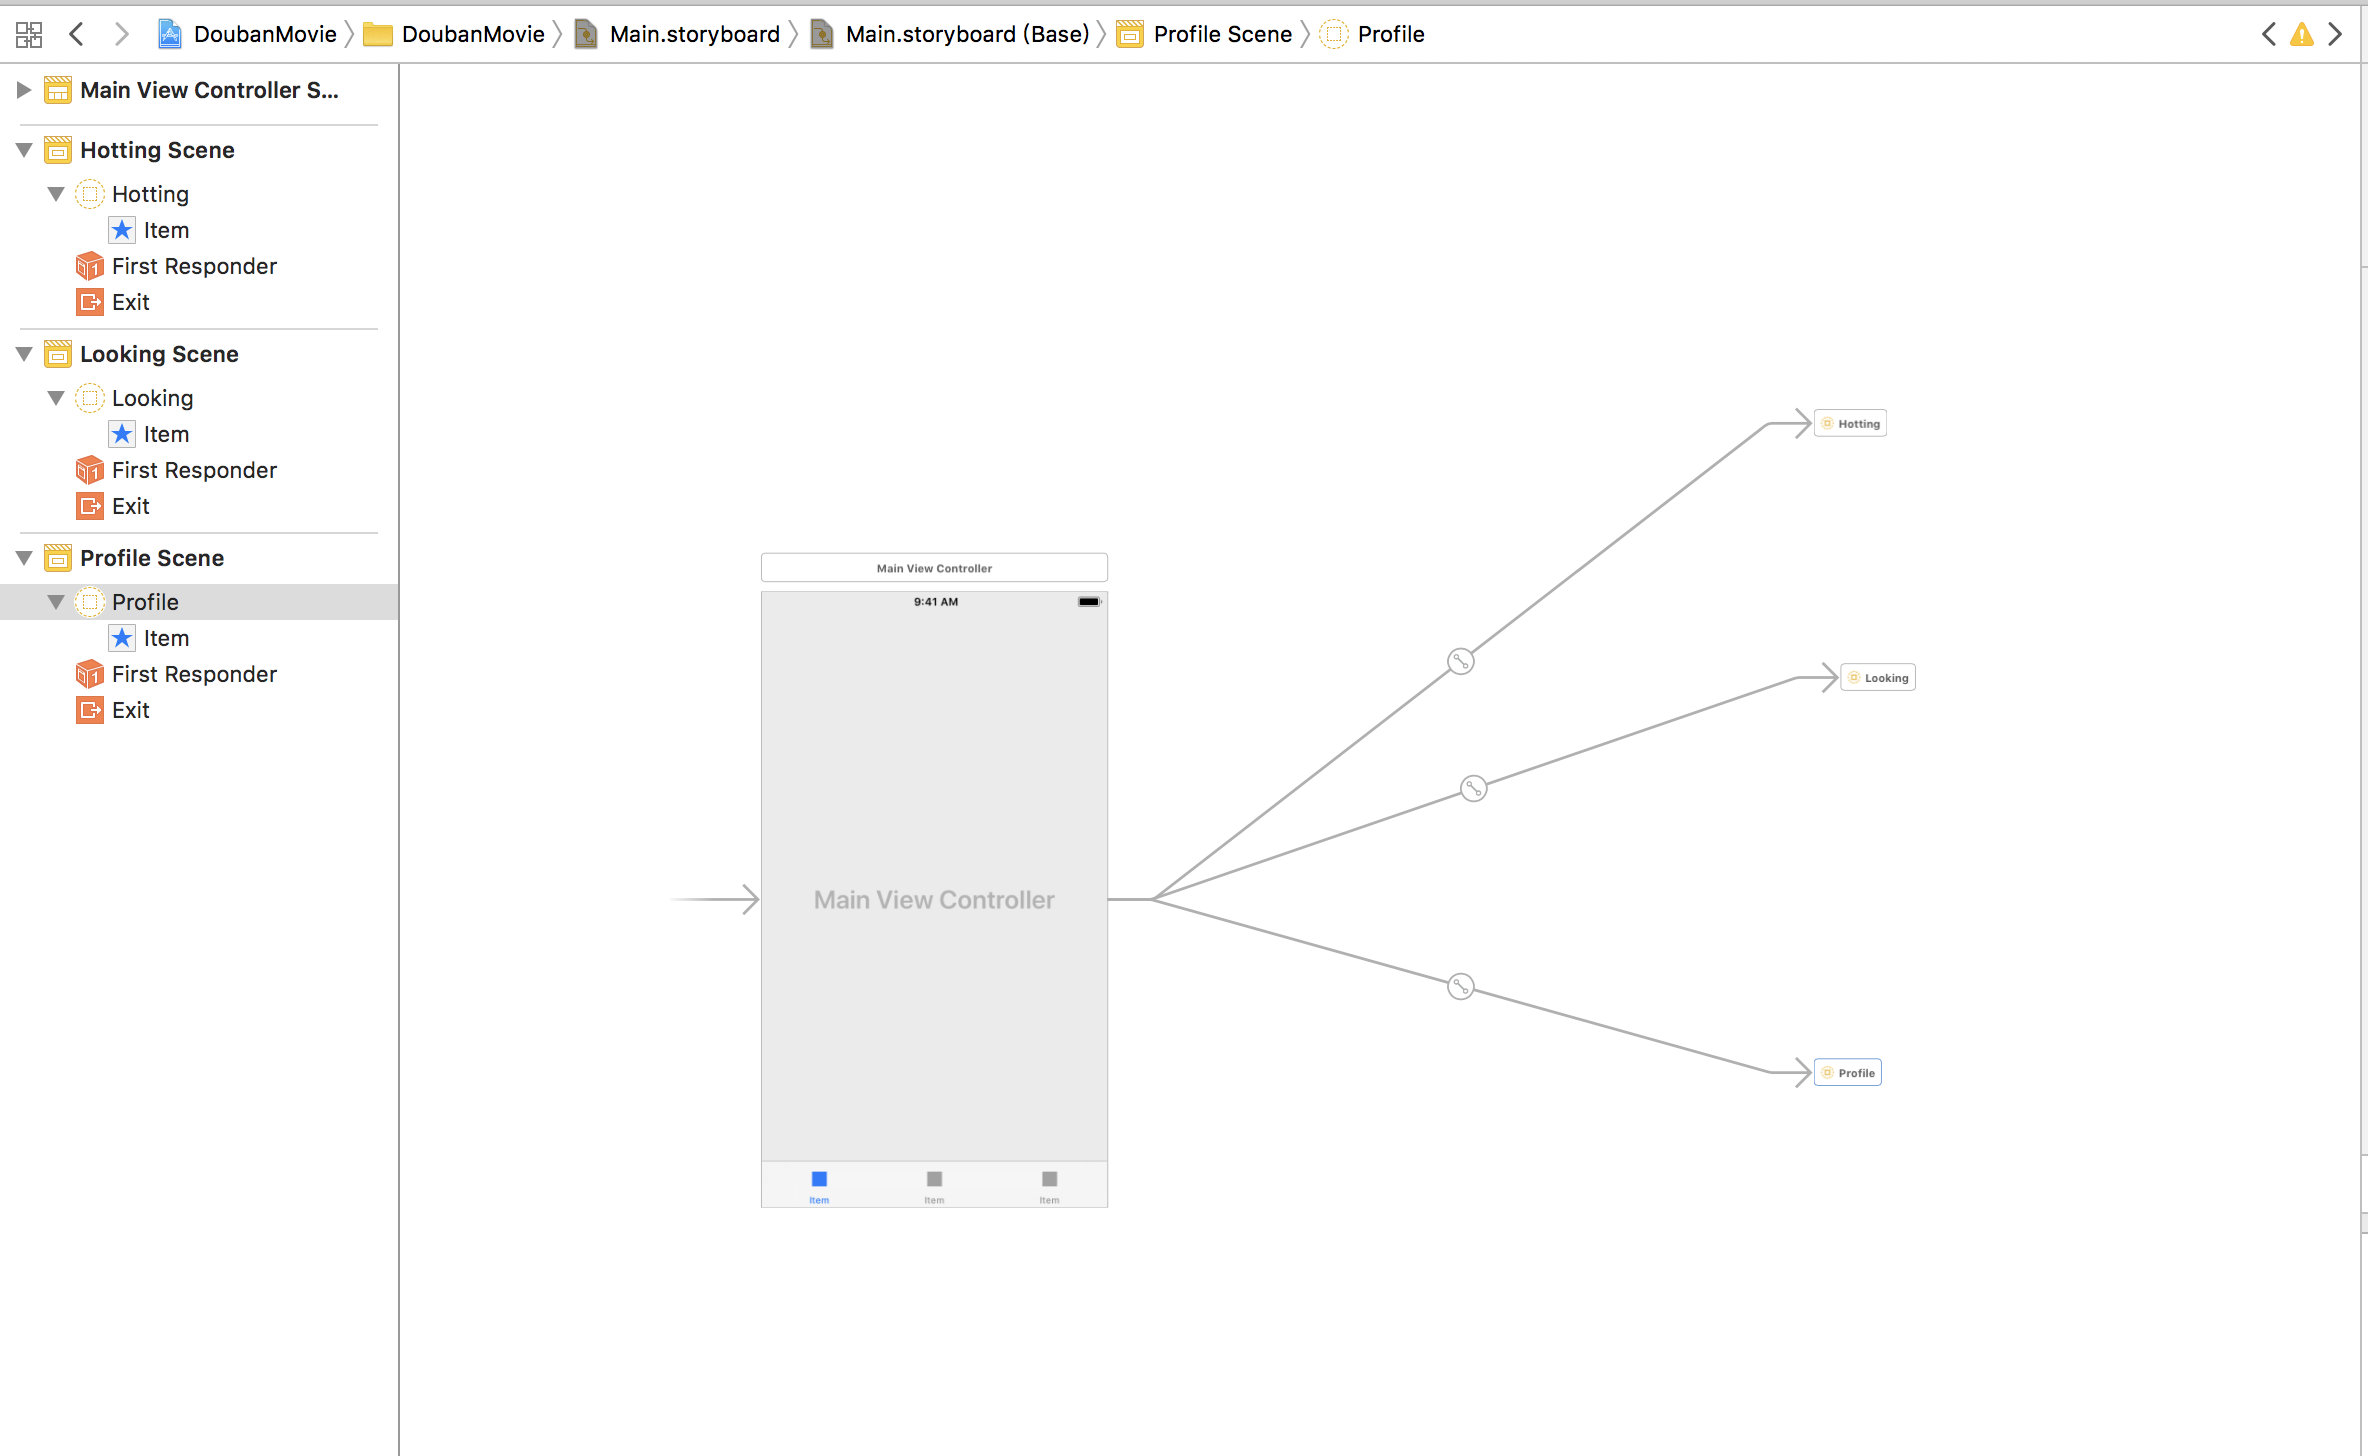 DoubanMovie DoubanMovie Main.storyboard Main.storyboard (Base) Profile Scene Profile
Main View Controller S...
Hotting Scene
Hotting
Item
First Responder
Exit
Looking Scene
Looking
Item
First Responder
Exit
Profile Scene
Profile
Item
First Responder
Exit
Main View Controller
9:41 AM
Main View Controller
Item Item Item
Hotting
Looking
Profile